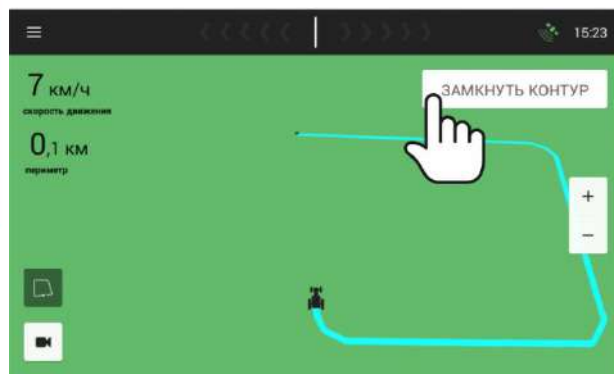 15:23
7 км/ч
скорость движения
ЗАМКНУТЬ КОНТУР
0,1 км
периметр
+
−